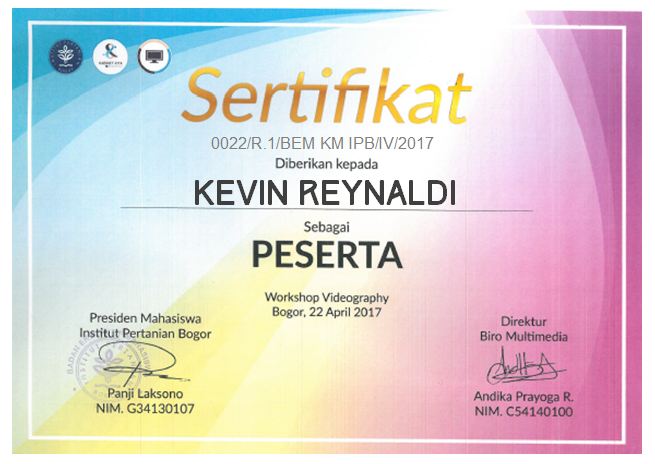 Sertifikat
0022/R.1/BEM KM IPB/IV/2017
Diberikan kepada
KEVIN REYNALDI
Sebagai
PESERTA
Workshop Videography
Bogor, 22 April 2017
Presiden Mahasiswa
Institut Pertanian Bogor
Panji Laksono
NIM. G34130107
Direktur
Biro Multimedia
Andika Prayoga R.
NIM. C54140100